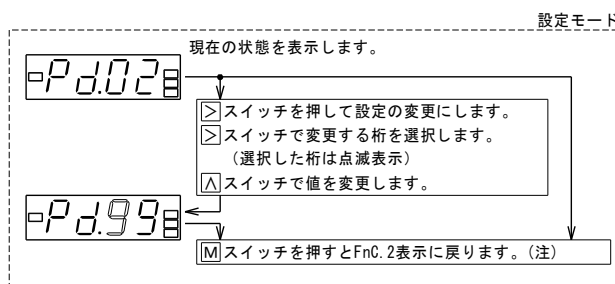 設定モード
現在の状態を表示します。
-Pd.02
>スイッチを押して設定の変更にします。
>スイッチで変更する桁を選択します。
（選択した桁は点滅表示）
∧スイッチで値を変更します。
-Pd.99
Mスイッチを押すとFnC.2表示に戻ります。(注)